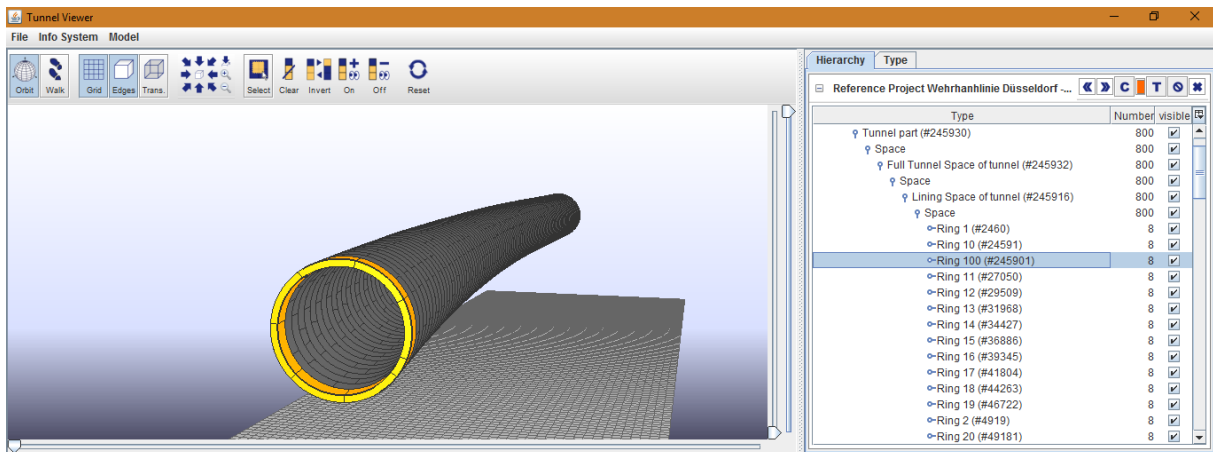 Tunnel Viewer
File Info System Model
Orbit Walk Grid Edges Trans. Select Clear Invert On Off Reset
Hierarchy Type
Reference Project Wehrhanhlinie Düsseldorf -... C T
Type Number visible
Tunnel part (#245930) 800
Space 800
Full Tunnel Space of tunnel (#245932) 800
Space 800
Lining Space of tunnel (#245916) 800
Space 800
Ring 1 (#2460) 8
Ring 10 (#24591) 8
Ring 100 (#245901) 8
Ring 11 (#27050) 8
Ring 12 (#29509) 8
Ring 13 (#31968) 8
Ring 14 (#34427) 8
Ring 15 (#36886) 8
Ring 16 (#39345) 8
Ring 17 (#41804) 8
Ring 18 (#44263) 8
Ring 19 (#46722) 8
Ring 2 (#4919) 8
Ring 20 (#49181) 8